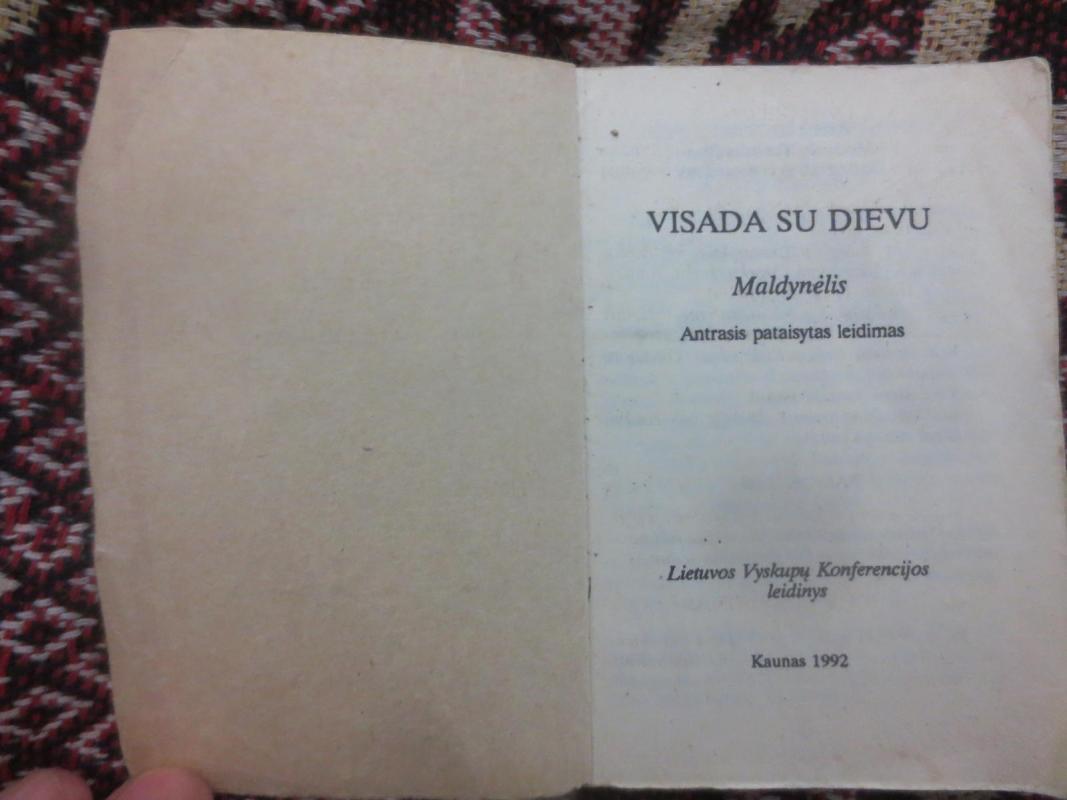 VISADA SU DIEVU
Maldynėlis
Antrasis pataisytas leidimas
Lietuvos Vyskupų Konferencijos
leidinys
Kaunas 1992